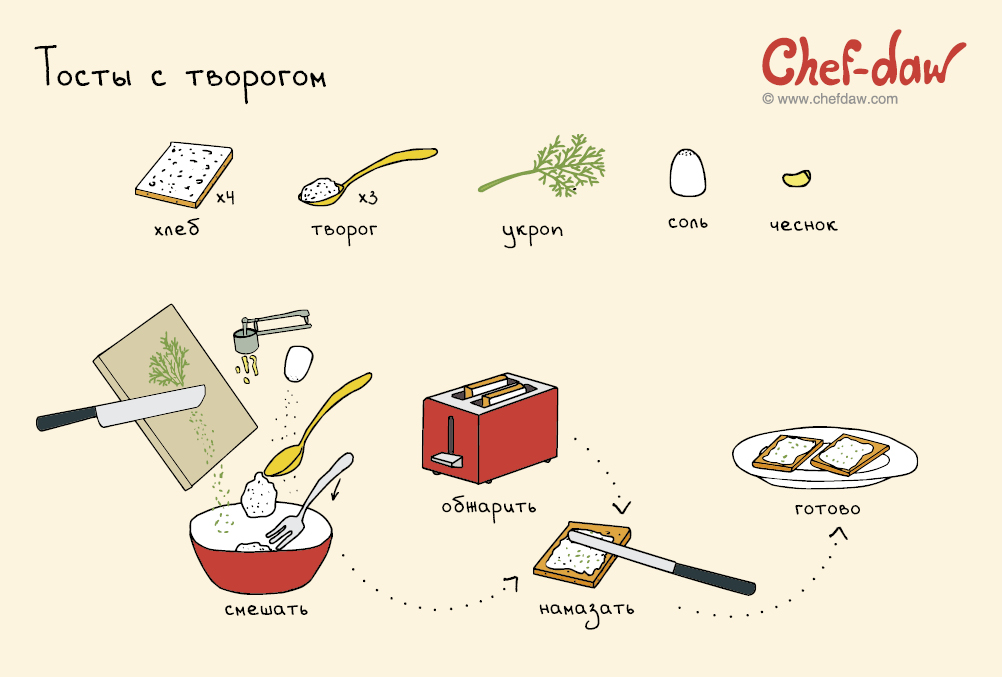 Тосты с творогом
Chef-daw
© www.chefdaw.com
x4
хлеб
x3
творог
укроп
соль
чеснок
смешать
обжарить
намазать
готово